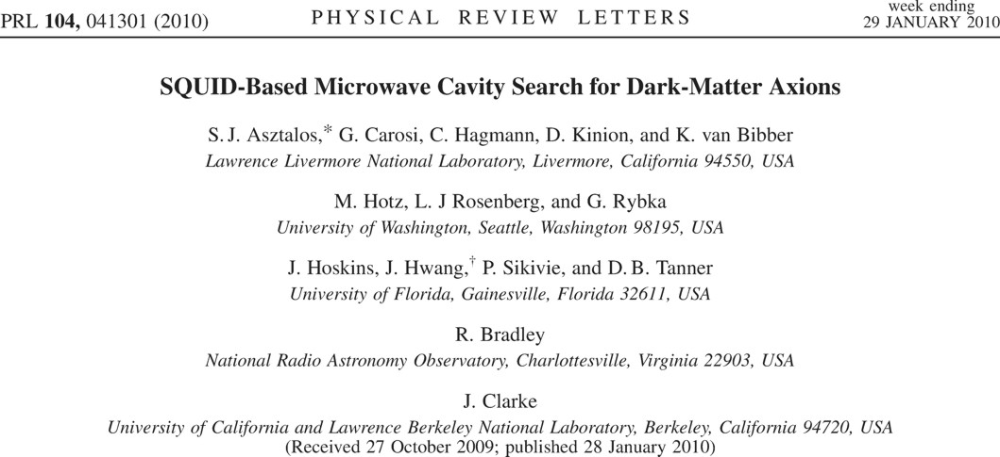 PRL 104, 041301 (2010)
PHYSICAL REVIEW LETTERS
week ending
29 JANUARY 2010
SQUID-Based Microwave Cavity Search for Dark-Matter Axions
S. J. Asztalos,* G. Carosi, C. Hagmann, D. Kinion, and K. van Bibber
Lawrence Livermore National Laboratory, Livermore, California 94550, USA
M. Hotz, L. J Rosenberg, and G. Rybka
University of Washington, Seattle, Washington 98195, USA
J. Hoskins, J. Hwang,† P. Sikivie, and D. B. Tanner
University of Florida, Gainesville, Florida 32611, USA
R. Bradley
National Radio Astronomy Observatory, Charlottesville, Virginia 22903, USA
J. Clarke
University of California and Lawrence Berkeley National Laboratory, Berkeley, California 94720, USA
(Received 27 October 2009; published 28 January 2010)